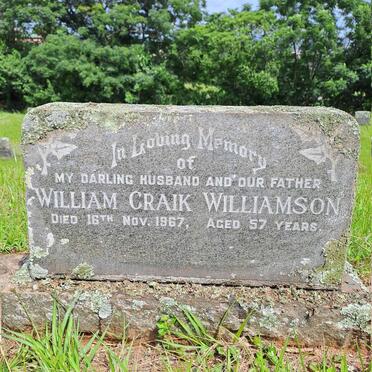 In Loving Memory
of
MY DARLING HUSBAND AND OUR FATHER
WILLIAM CRAIK WILLIAMSON
DIED 16TH NOV. 1967, AGED 57 YEARS.